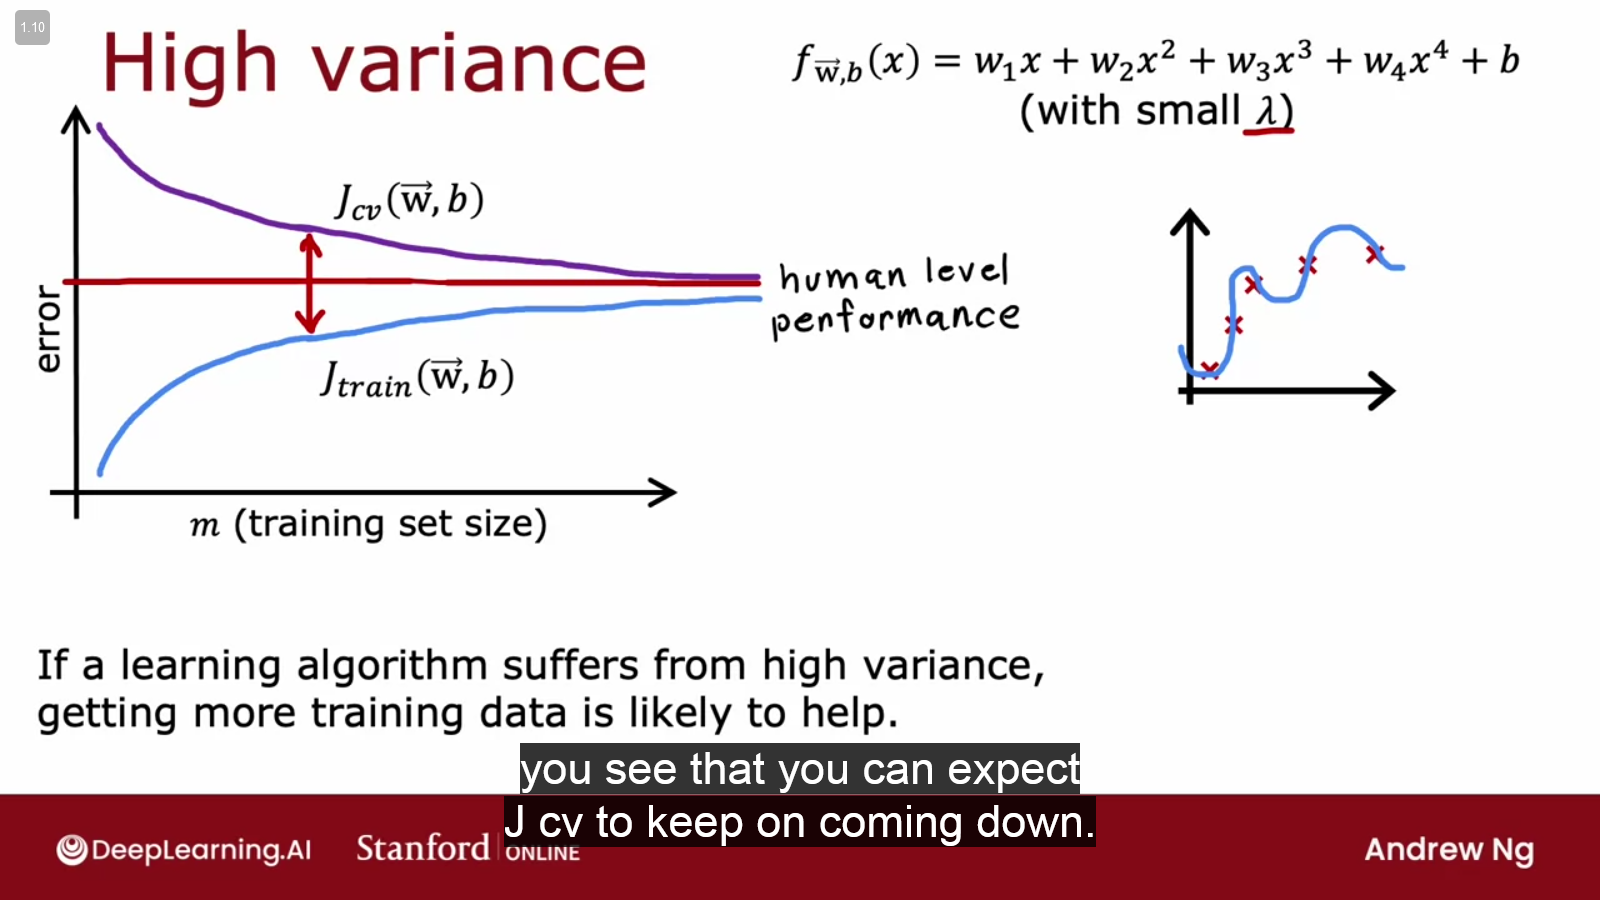 1.10
High variance
f_{\vec{w},b}(x) = w_1x + w_2x^2 + w_3x^3 + w_4x^4 + b
(with small λ)
J_{cv}(\vec{w}, b)
human level
performance
error
J_{train}(\vec{w}, b)
m (training set size)
If a learning algorithm suffers from high variance,
getting more training data is likely to help.
you see that you can expect
J cv to keep on coming down.
DeepLearning.AI Stanford ONLINE Andrew Ng